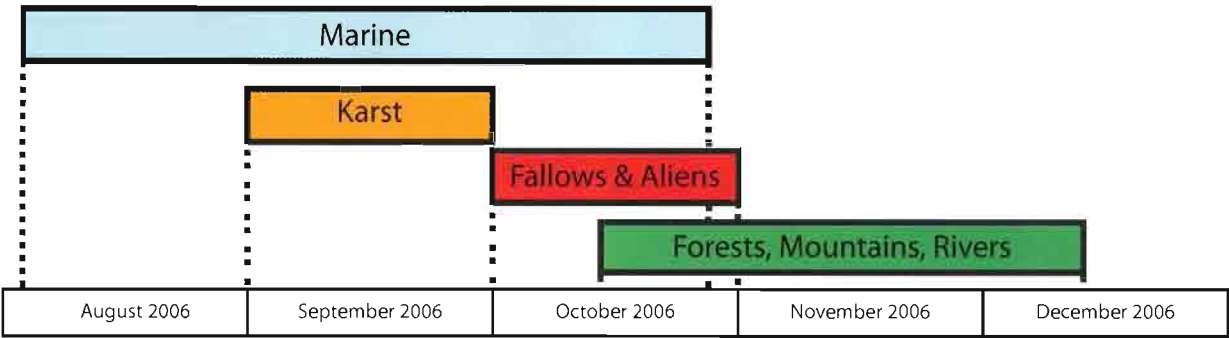 Marine
Karst
Fallows & Aliens
Forests, Mountains, Rivers
August 2006 September 2006 October 2006 November 2006 December 2006